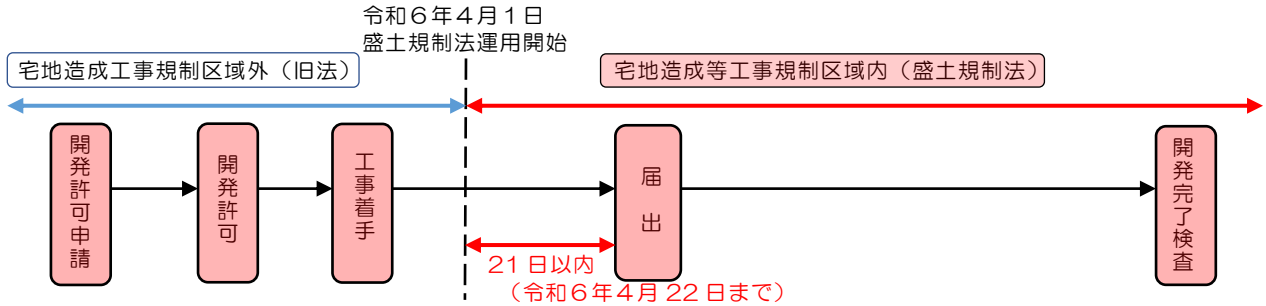 令和６年４月１日
盛土規制法運用開始
宅地造成工事規制区域外（旧法）
宅地造成等工事規制区域内（盛土規制法）
開発許可申請
開発許可
工事着手
届出
開発完了検査
21日以内
（令和６年４月22日まで）